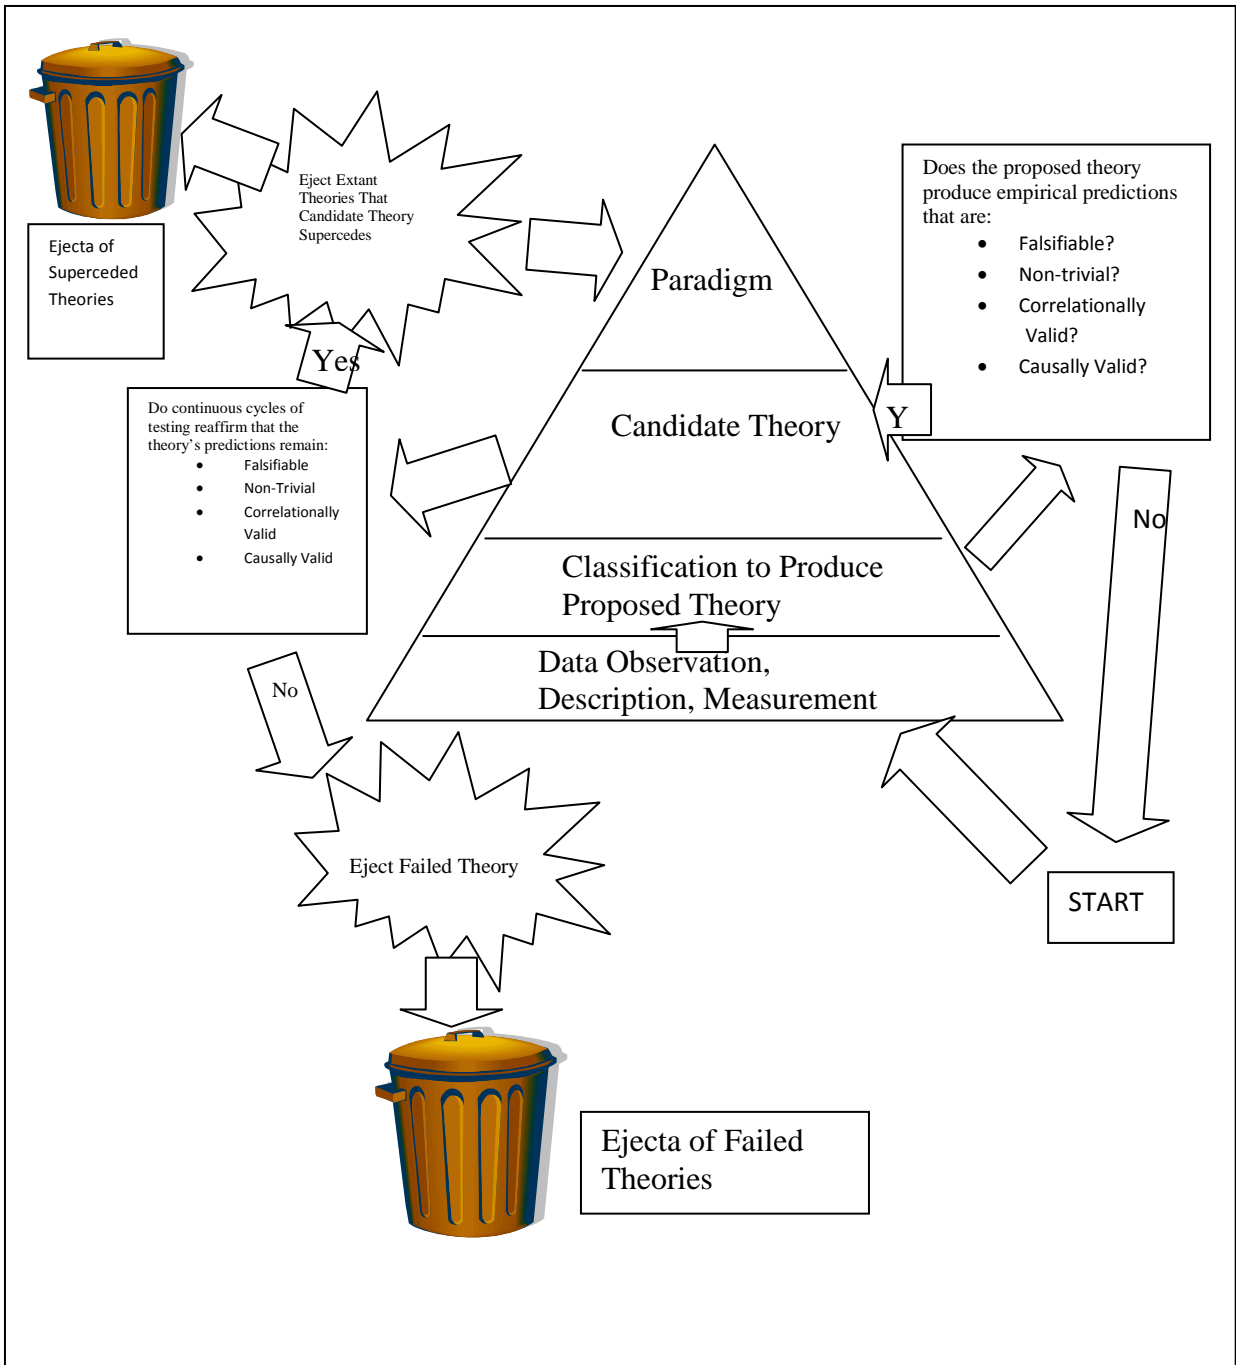 Eject Extant
Theories That
Candidate Theory
Supercedes
Ejecta of
Superceded
Theories
Does the proposed theory
produce empirical predictions
that are:
• Falsifiable?
• Non-trivial?
• Correlationally
Valid?
• Causally Valid?
Paradigm
Yes
Do continuous cycles of
testing reaffirm that the
theory’s predictions remain:
• Falsifiable
• Non-Trivial
• Correlationally
Valid
• Causally Valid
Candidate Theory
Y
No
Classification to Produce
Proposed Theory
Data Observation,
Description, Measurement
No
Eject Failed Theory
START
Ejecta of Failed
Theories